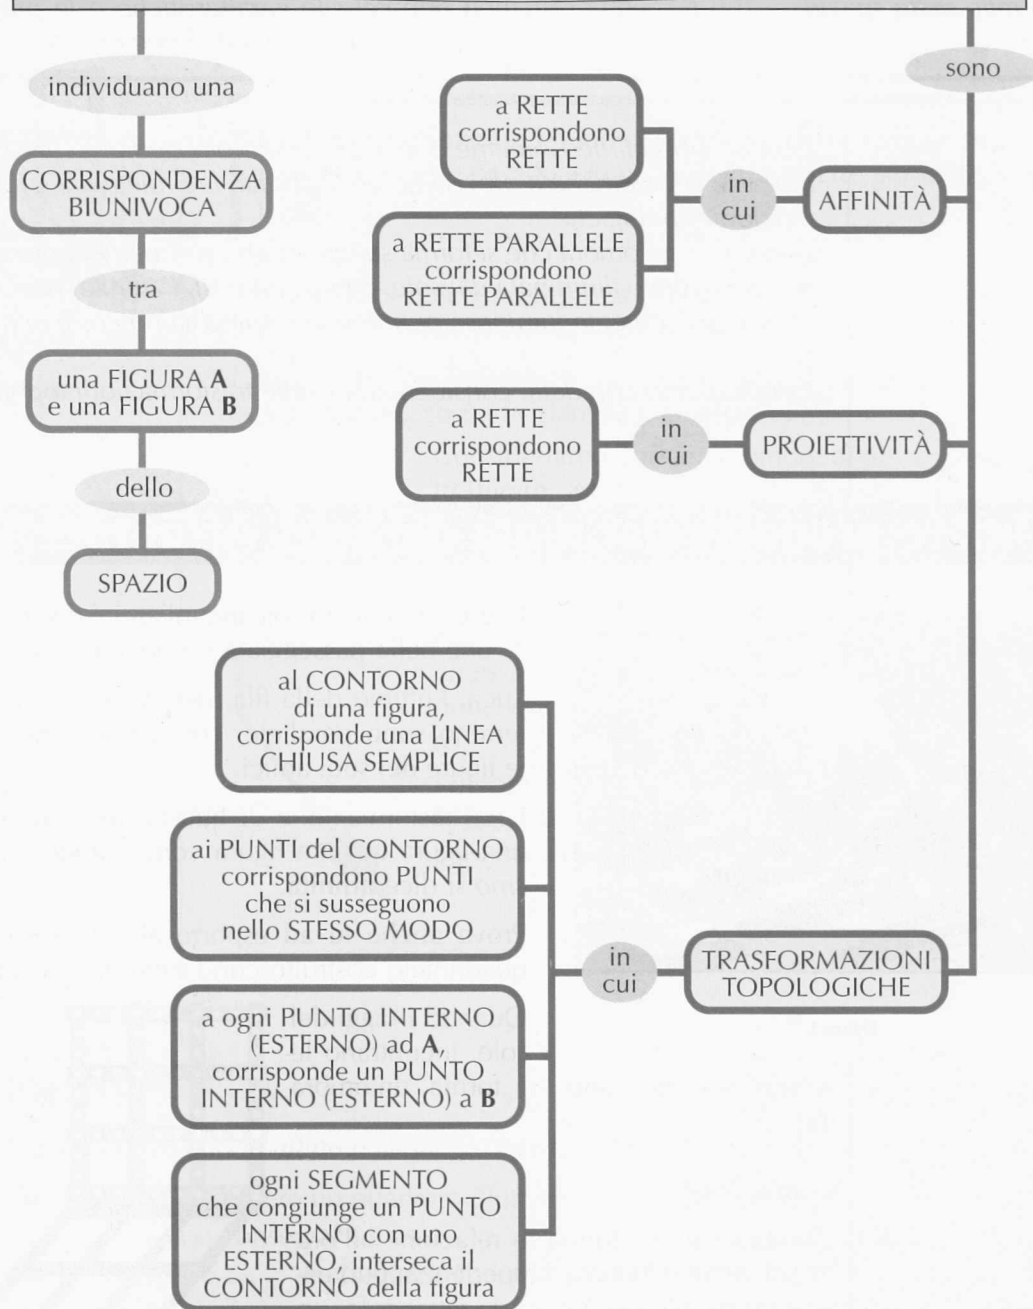 individuano una
CORRISPONDENZA
BIUNIVOCA
tra
una FIGURA A
e una FIGURA B
dello
SPAZIO
sono
AFFINITÀ
in
cui
a RETTE
corrispondono
RETTE
a RETTE PARALLELE
corrispondono
RETTE PARALLELE
PROIETTIVITÀ
in
cui
a RETTE
corrispondono
RETTE
TRASFORMAZIONI
TOPOLOGICHE
in
cui
al CONTORNO
di una figura,
corrisponde una LINEA
CHIUSA SEMPLICE
ai PUNTI del CONTORNO
corrispondono PUNTI
che si susseguono
nello STESSO MODO
a ogni PUNTO INTERNO
(ESTERNO) ad A,
corrisponde un PUNTO
INTERNO (ESTERNO) a B
ogni SEGMENTO
che congiunge un PUNTO
INTERNO con uno
ESTERNO, interseca il
CONTORNO della figura